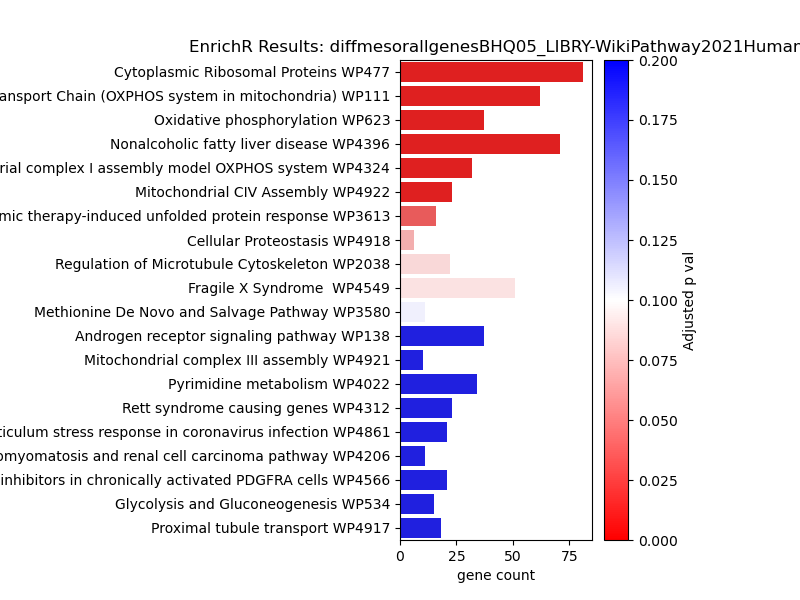 EnrichR Results: diffmesorallgenesBHQ05_LIBRY-WikiPathway2021Human
Cytoplasmic Ribosomal Proteins WP477
ansport Chain (OXPHOS system in mitochondria) WP111
Oxidative phosphorylation WP623
Nonalcoholic fatty liver disease WP4396
rial complex I assembly model OXPHOS system WP4324
Mitochondrial CIV Assembly WP4922
mic therapy-induced unfolded protein response WP3613
Cellular Proteostasis WP4918
Regulation of Microtubule Cytoskeleton WP2038
Fragile X Syndrome  WP4549
Methionine De Novo and Salvage Pathway WP3580
Androgen receptor signaling pathway WP138
Mitochondrial complex III assembly WP4921
Pyrimidine metabolism WP4022
Rett syndrome causing genes WP4312
ticulum stress response in coronavirus infection WP4861
omyomatosis and renal cell carcinoma pathway WP4206
inhibitors in chronically activated PDGFRA cells WP4566
Glycolysis and Gluconeogenesis WP534
Proximal tubule transport WP4917
0 25 50 75
gene count
0.200
0.175
0.150
0.125
0.100
0.075
0.050
0.025
0.000
Adjusted p val